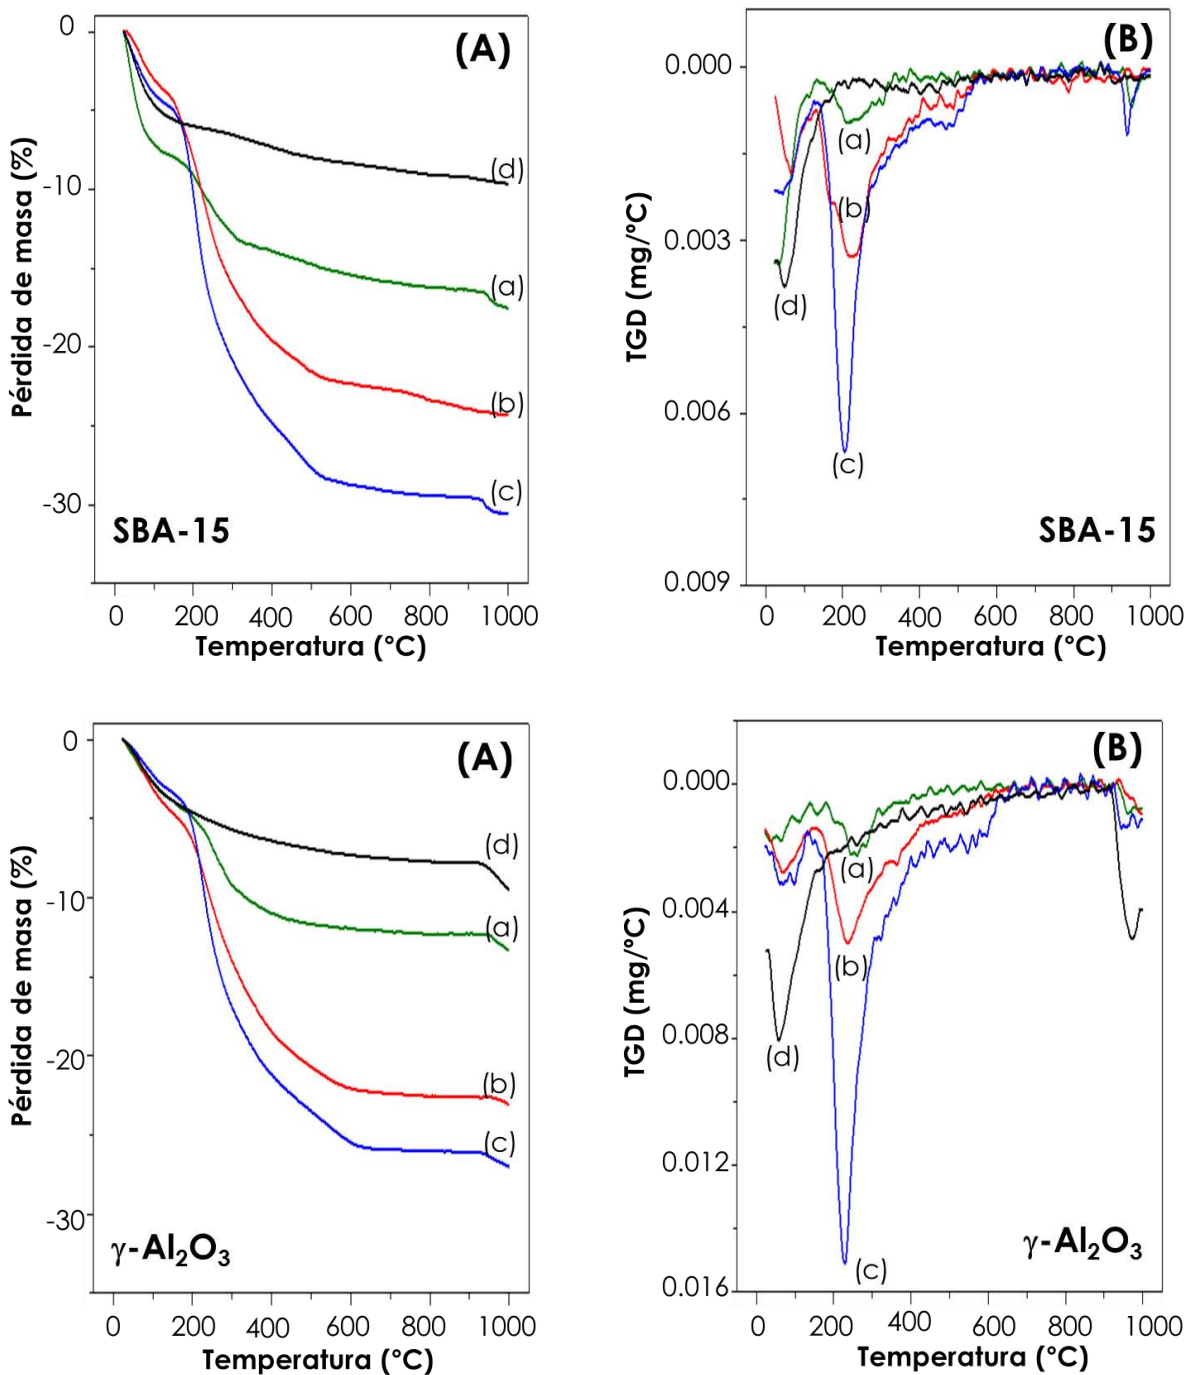 (A)
0
-10
-20
-30
Pérdida de masa (%)
(d)
(a)
(b)
(c)
SBA-15
0 200 400 600 800 1000
Temperatura (°C)
(B)
0.000
0.003
0.006
0.009
TGD (mg/°C)
(a)
(b)
(d)
(c)
SBA-15
0 200 400 600 800 1000
Temperatura (°C)
(A)
0
-10
-20
-30
Pérdida de masa (%)
(d)
(a)
(b)
(c)
γ-Al₂O₃
0 200 400 600 800 1000
Temperatura (°C)
(B)
0.000
0.004
0.008
0.012
0.016
TGD (mg/°C)
(a)
(b)
(d)
(c)
γ-Al₂O₃
0 200 400 600 800 1000
Temperatura (°C)